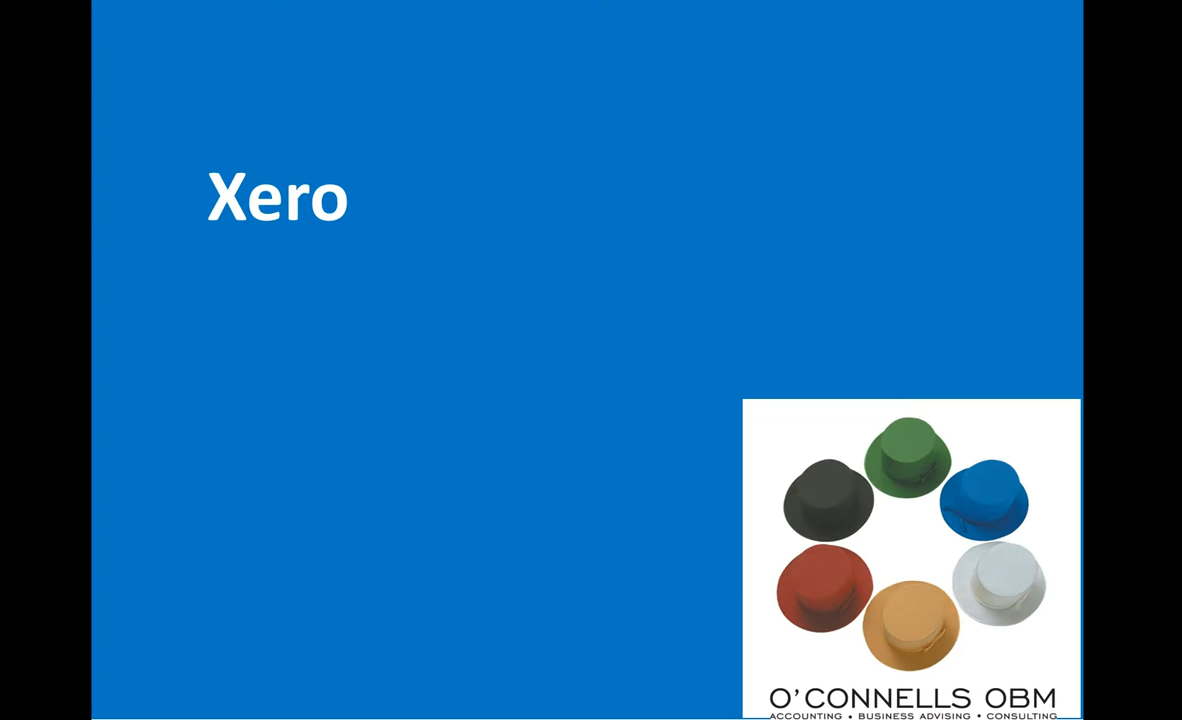 Xero
O'CONNELLS OBM
ACCOUNTING • BUSINESS ADVISING • CONSULTING